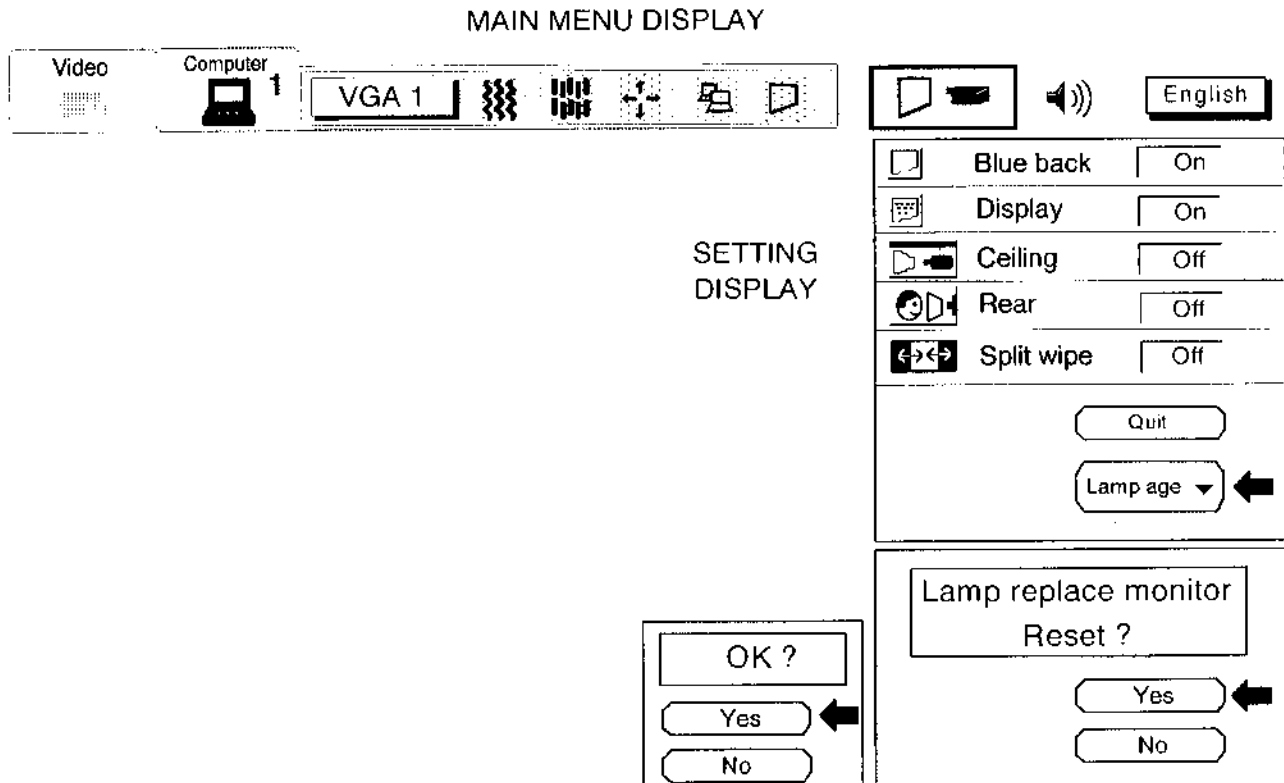 MAIN MENU DISPLAY
Video
Computer 1
VGA 1
English
Blue back On
Display On
SETTING
DISPLAY
Ceiling Off
Rear Off
Split wipe Off
Quit
Lamp age
Lamp replace monitor
Reset ?
Yes
No
OK ?
Yes
No